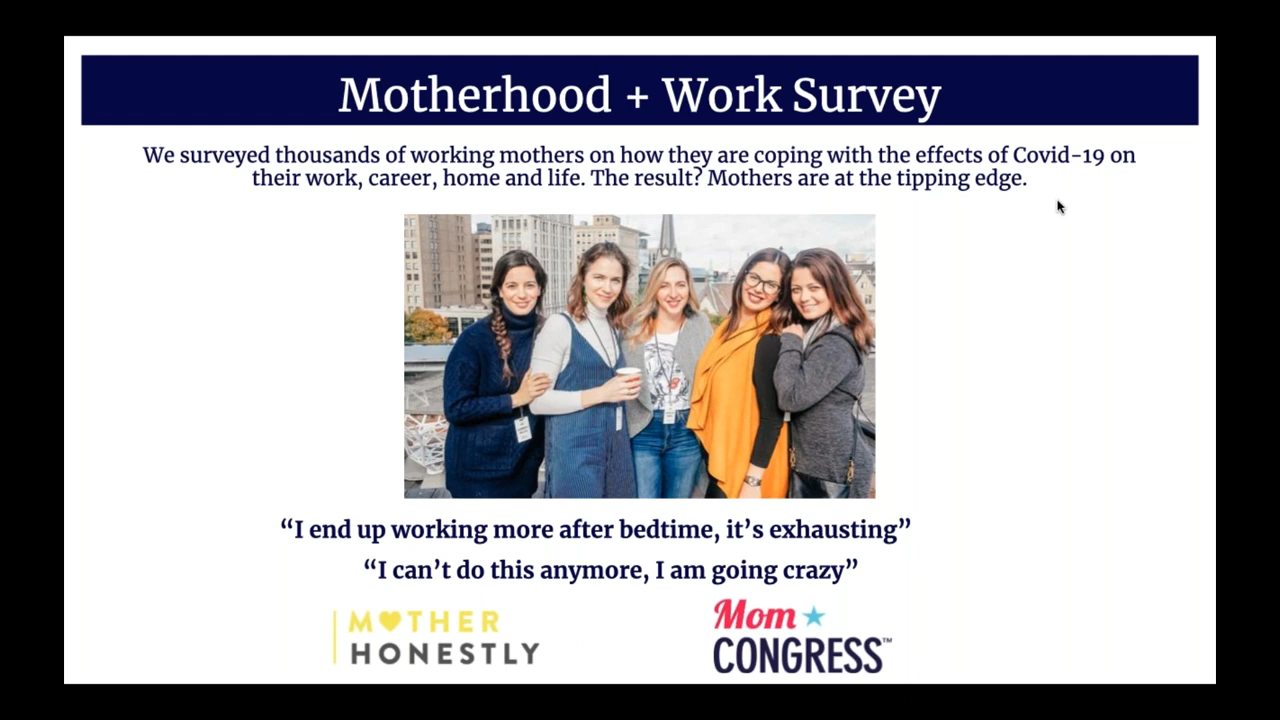 Motherhood + Work Survey
We surveyed thousands of working mothers on how they are coping with the effects of Covid-19 on
their work, career, home and life. The result? Mothers are at the tipping edge.
“I end up working more after bedtime, it’s exhausting”
“I can’t do this anymore, I am going crazy”
MOTHER
HONESTLY
Mom
CONGRESS™